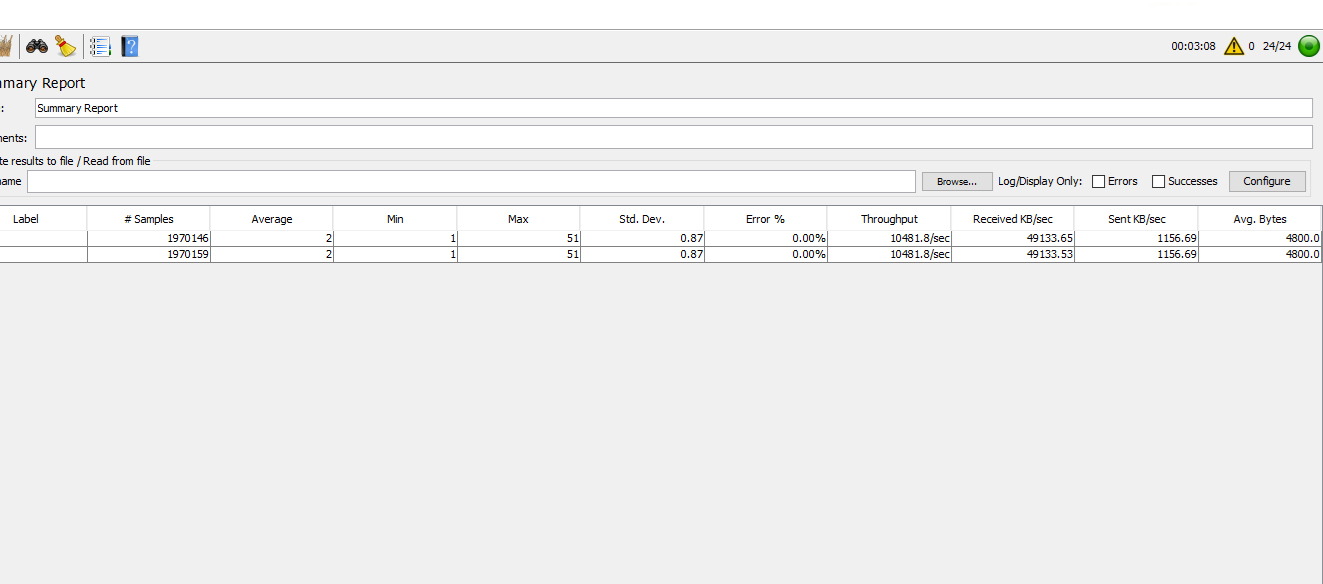 00:03:08 0 24/24
mmary Report
: Summary Report
nents:
te results to file / Read from file
name Browse... Log/Display Only: Errors Successes Configure
Label # Samples Average Min Max Std. Dev. Error % Throughput Received KB/sec Sent KB/sec Avg. Bytes
1970146 2 1 51 0.87 0.00% 10481.8/sec 49133.65 1156.69 4800.0
1970159 2 1 51 0.87 0.00% 10481.8/sec 49133.53 1156.69 4800.0